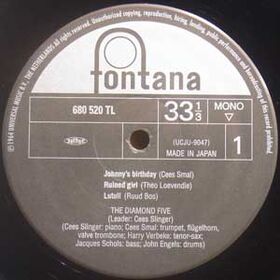 Unauthorized copying, hiring, lending, public performance and broadcasting of this record prohibited
fontana
680 520 TL
33 1/3
MONO
(UCJU-9047)
MADE IN JAPAN
1
℗ 1964 UNIVERSAL MUSIC B.V. THE NETHERLANDS All rights reserved
Johnny's birthday (Cees Smal)
Ruined girl (Theo Loevendie)
Lutuli (Ruud Bos)
THE DIAMOND FIVE
(Leader: Cees Slinger)
(Cees Slinger: piano; Cees Smal: trumpet, flügelhorn,
valve trombone; Harry Verbeke: tenor-sax;
Jacques Schols: bass; John Engels: drums)